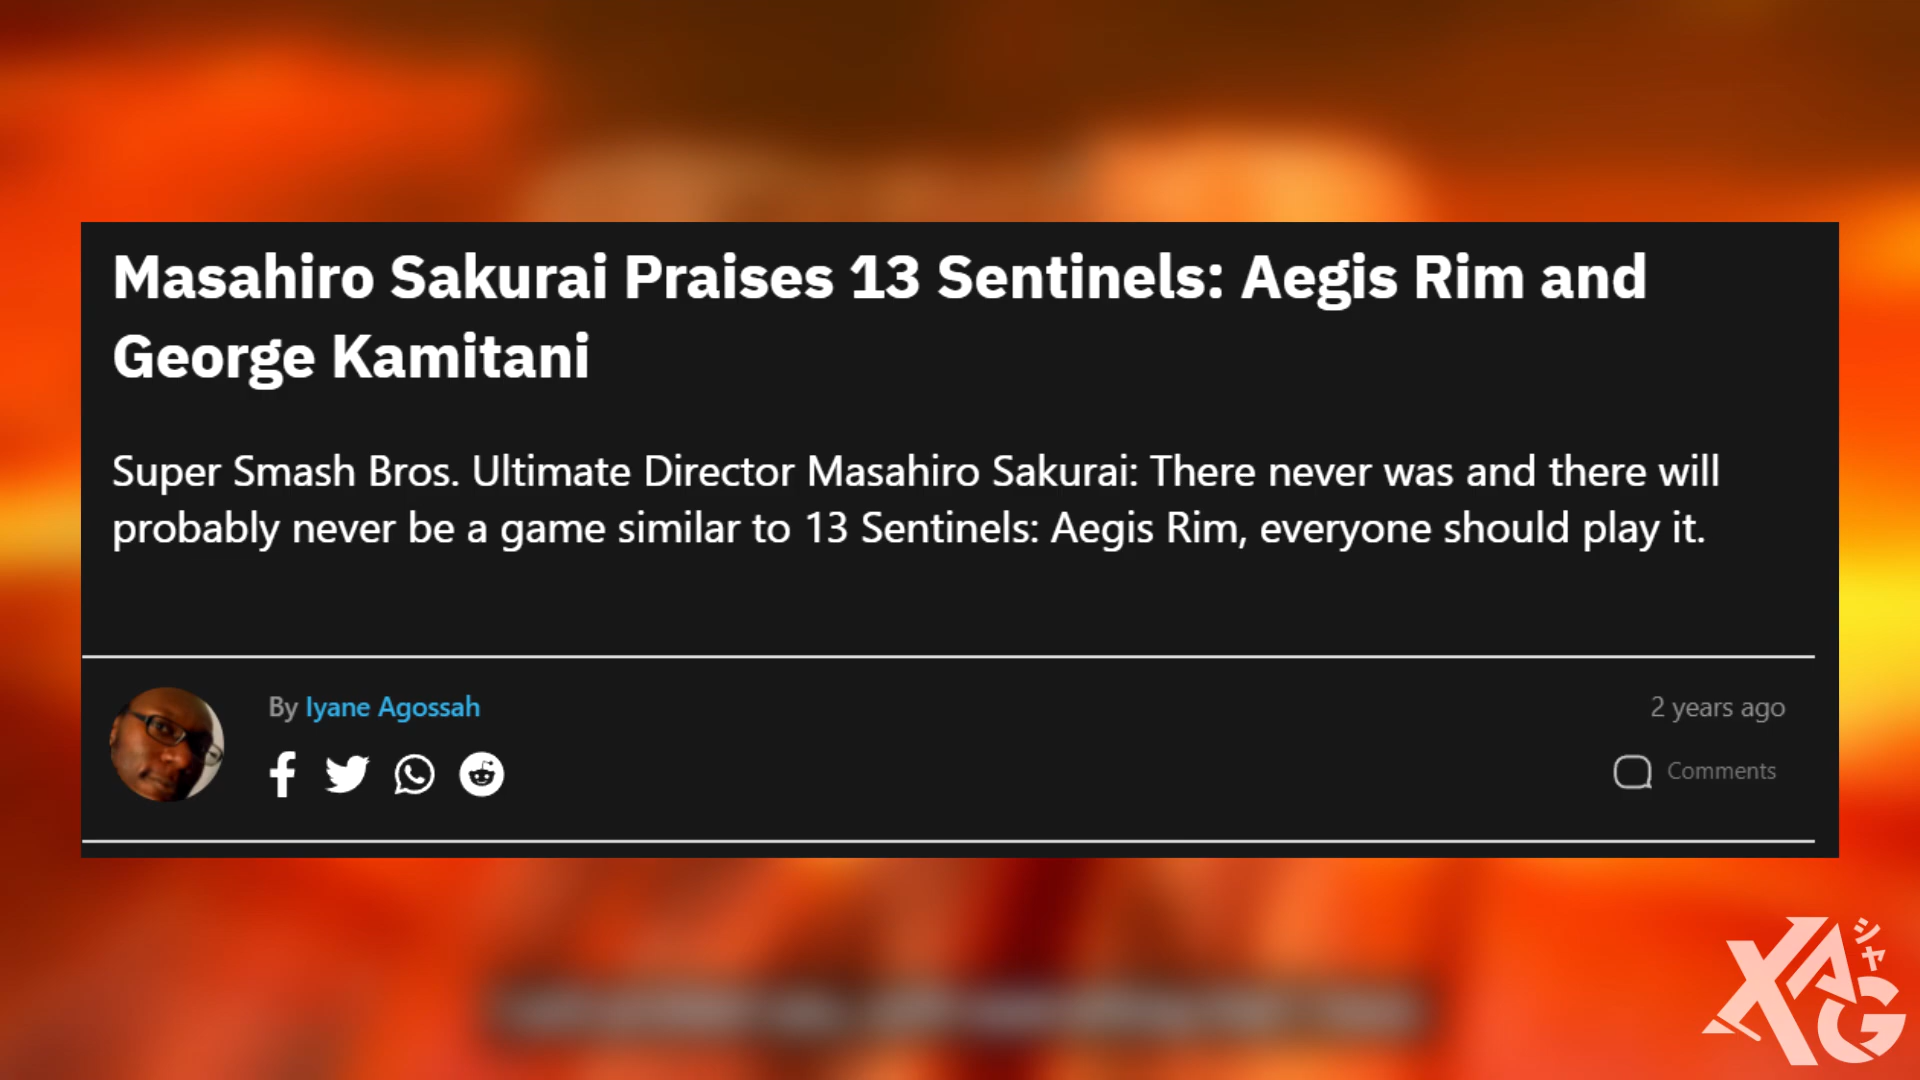 Masahiro Sakurai Praises 13 Sentinels: Aegis Rim and
George Kamitani
Super Smash Bros. Ultimate Director Masahiro Sakurai: There never was and there will
probably never be a game similar to 13 Sentinels: Aegis Rim, everyone should play it.
By Iyane Agossah
2 years ago
Comments
XAG
シャ